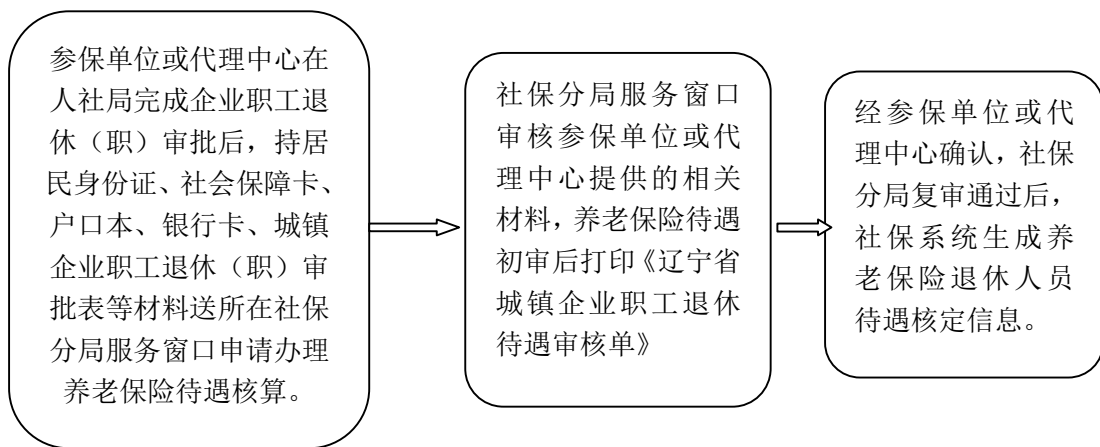 参保单位或代理中心在
人社局完成企业职工退
休（职）审批后，持居
民身份证、社会保障卡、
户口本、银行卡、城镇
企业职工退休（职）审
批表等材料送所在社保
分局服务窗口申请办理
养老保险待遇核算。
社保分局服务窗口
审核参保单位或代
理中心提供的相关
材料，养老保险待遇
初审后打印《辽宁省
城镇企业职工退休
待遇审核单》
经参保单位或代
理中心确认，社保
分局复审通过后，
社保系统生成养
老保险退休人员
待遇核定信息。